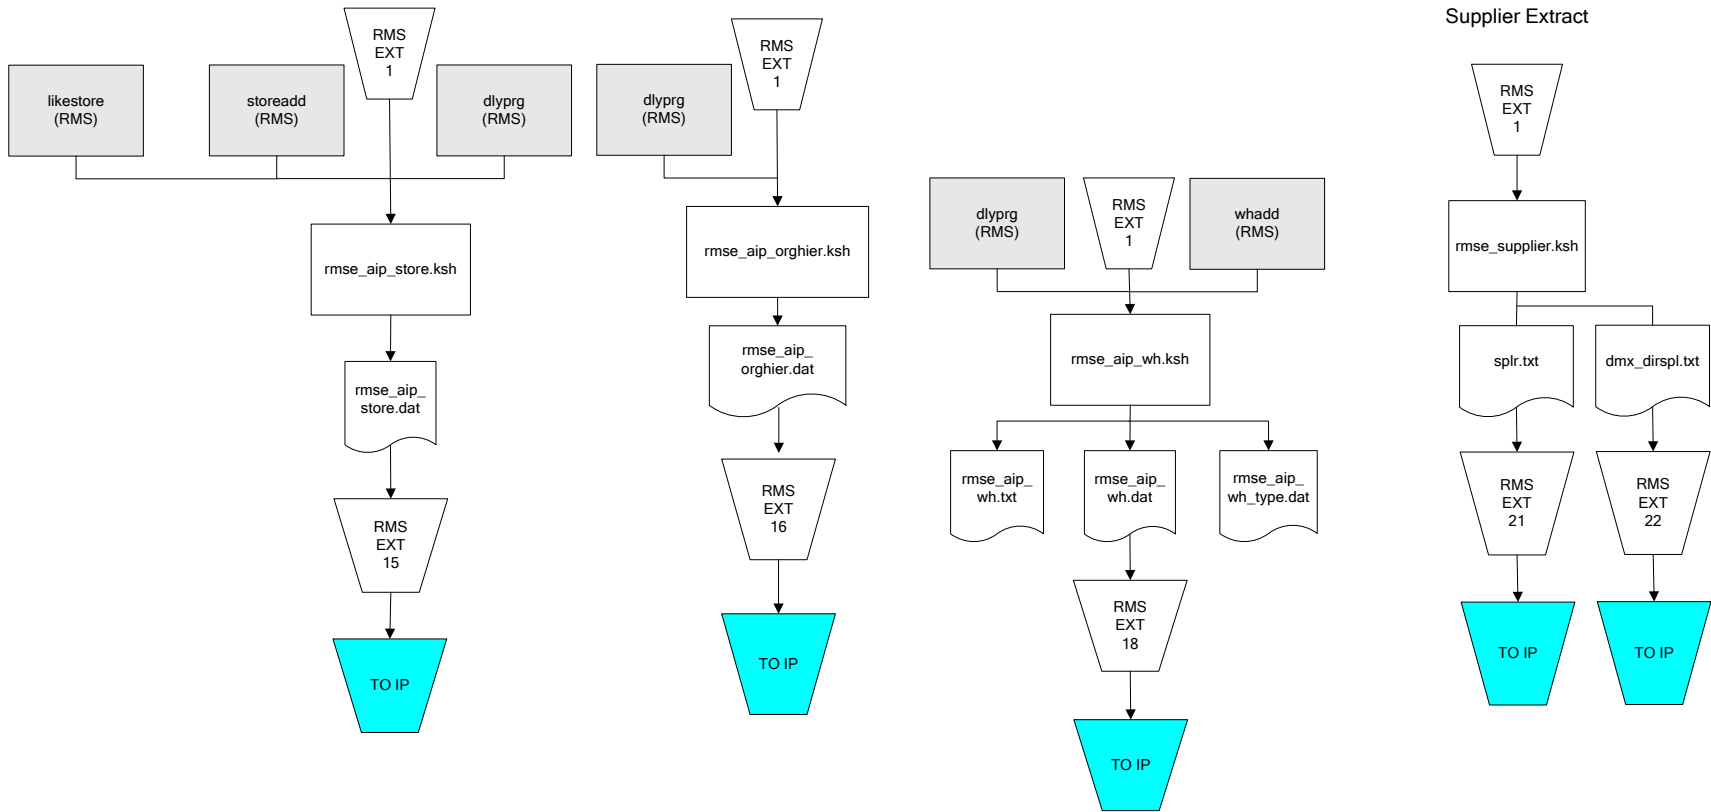 Supplier Extract
RMS
EXT
1
likestore
(RMS)
storeadd
(RMS)
dlyprg
(RMS)
rmse_aip_store.ksh
rmse_aip_
store.dat
RMS
EXT
15
TO IP
RMS
EXT
1
dlyprg
(RMS)
rmse_aip_orghier.ksh
rmse_aip_
orghier.dat
RMS
EXT
16
TO IP
dlyprg
(RMS)
RMS
EXT
1
whadd
(RMS)
rmse_aip_wh.ksh
rmse_aip_
wh.txt
rmse_aip_
wh.dat
rmse_aip_
wh_type.dat
RMS
EXT
18
TO IP
RMS
EXT
1
rmse_supplier.ksh
splr.txt
dmx_dirspl.txt
RMS
EXT
21
RMS
EXT
22
TO IP
TO IP